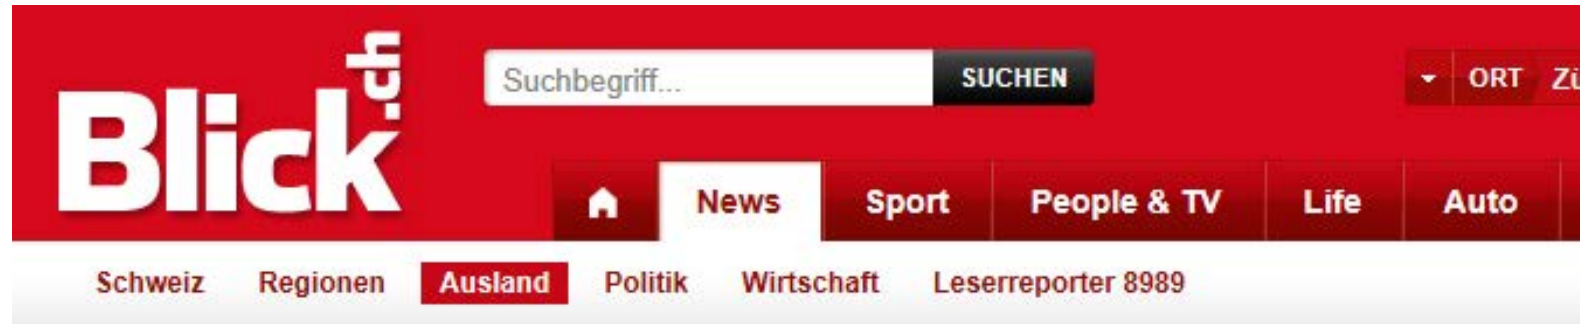 Blick.ch
Suchbegriff... SUCHEN
ORT
News Sport People & TV Life Auto
Schweiz Regionen Ausland Politik Wirtschaft Leserreporter 8989